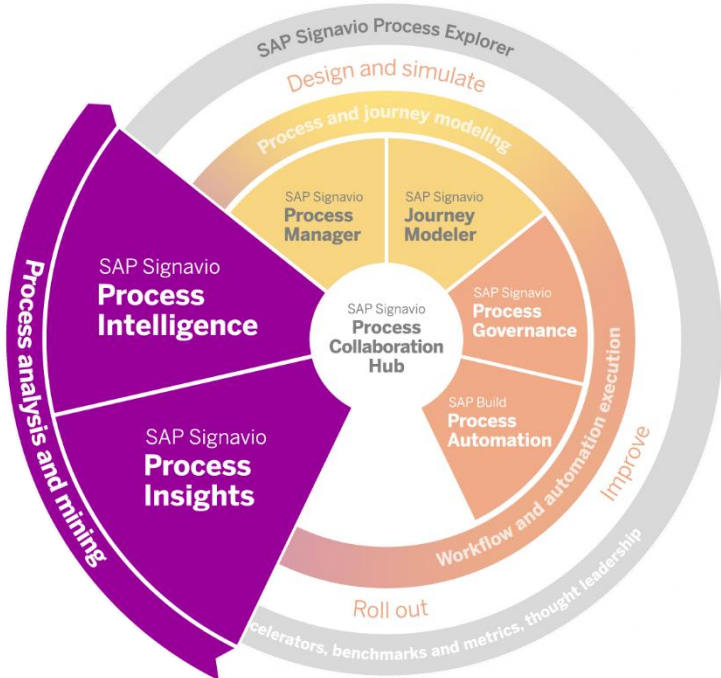 SAP Signavio Process Explorer
Design and simulate
Process and journey modeling
SAP Signavio
Process
Manager
SAP Signavio
Journey
Modeler
SAP Signavio
Process
Intelligence
SAP Signavio
Process
Collaboration
Hub
SAP Signavio
Process
Governance
SAP Build
Process
Automation
SAP Signavio
Process
Insights
Process analysis and mining
Workflow and automation execution
Improve
Roll out
celerators, benchmarks and metrics, thought leadership